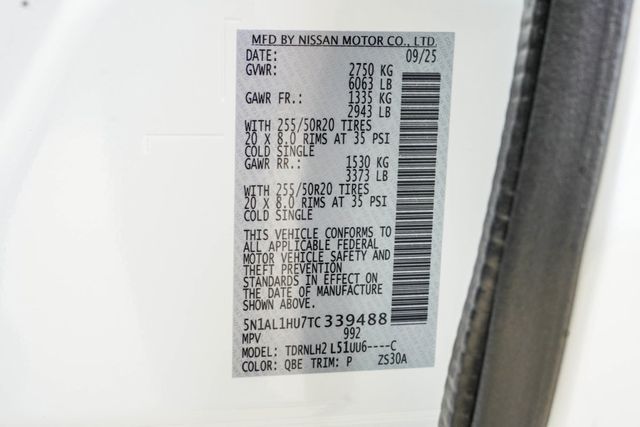 MFD BY NISSAN MOTOR CO., LTD.
DATE: 09/25
GVWR: 2750 KG
6063 LB
GAWR FR.: 1335 KG
2943 LB
WITH 255/50R20 TIRES
20 X 8.0 RIMS AT 35 PSI
COLD SINGLE
GAWR RR.: 1530 KG
3373 LB
WITH 255/50R20 TIRES
20 X 8.0 RIMS AT 35 PSI
COLD SINGLE
THIS VEHICLE CONFORMS TO
ALL APPLICABLE FEDERAL
MOTOR VEHICLE SAFETY AND
THEFT PREVENTION
STANDARDS IN EFFECT ON
THE DATE OF MANUFACTURE
SHOWN ABOVE.
5N1AL1HU7TC339488
MPV 992
MODEL: TDRNLH2 L51UU6----C
COLOR: QBE TRIM: P ZS30A